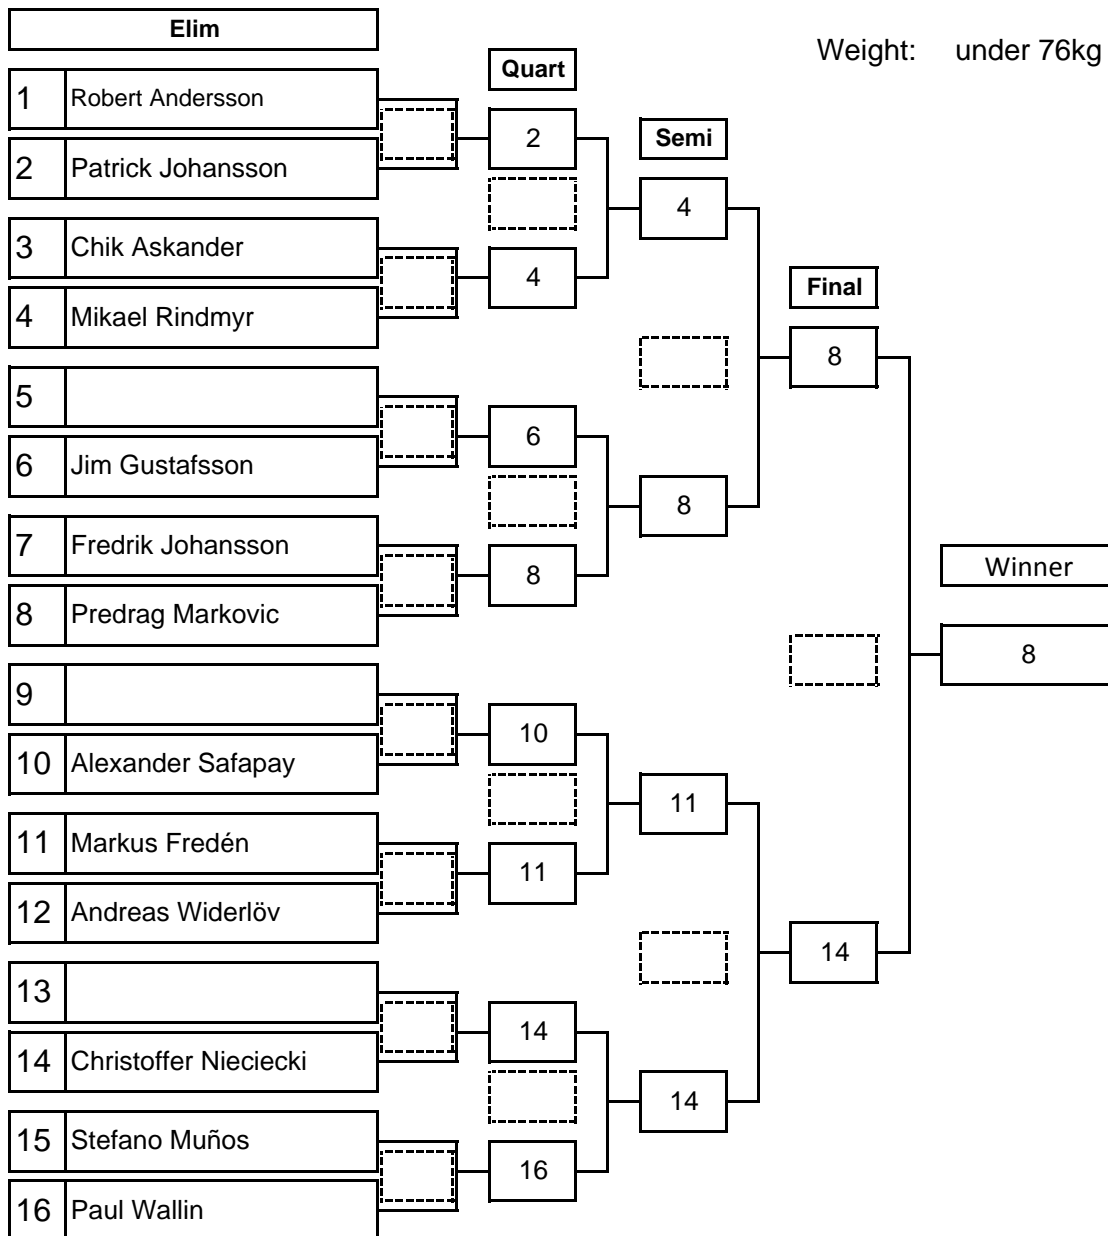 Elim
Weight: under 76kg
Quart
1 Robert Andersson
2
Semi
2 Patrick Johansson
4
3 Chik Askander
4
Final
4 Mikael Rindmyr
8
5
6
6 Jim Gustafsson
8
7 Fredrik Johansson
8
Winner
8 Predrag Markovic
8
9
10
10 Alexander Safapay
11
11 Markus Fredén
11
12 Andreas Widerlöv
14
13
14
14 Christoffer Nieciecki
14
15 Stefano Muños
16
16 Paul Wallin